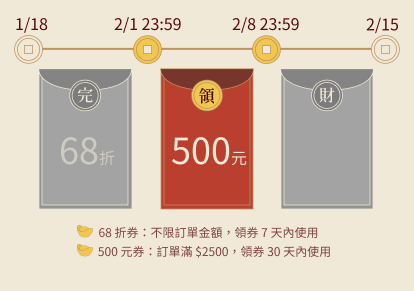 1/18 2/1 23:59 2/8 23:59 2/15
完 領 財
68折 500元
68 折券：不限訂單金額，領券 7 天內使用
500 元券：訂單滿 $2500，領券 30 天內使用